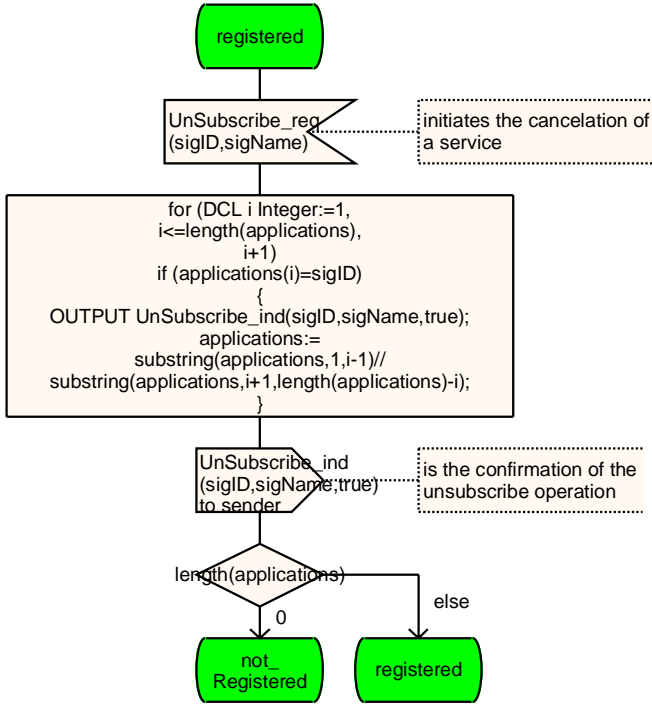 registered
UnSubscribe_req
(sigID,sigName)
initiates the cancelation of
a service
for (DCL i Integer:=1,
i<=length(applications),
i+1)
if (applications(i)=sigID)
{
OUTPUT UnSubscribe_ind(sigID,sigName,true);
applications:=
substring(applications,1,i-1)//
substring(applications,i+1,length(applications)-i);
}
UnSubscribe_ind
(sigID,sigName,true)
to sender
is the confirmation of the
unsubscribe operation
length(applications)
else
0
not_
Registered
registered